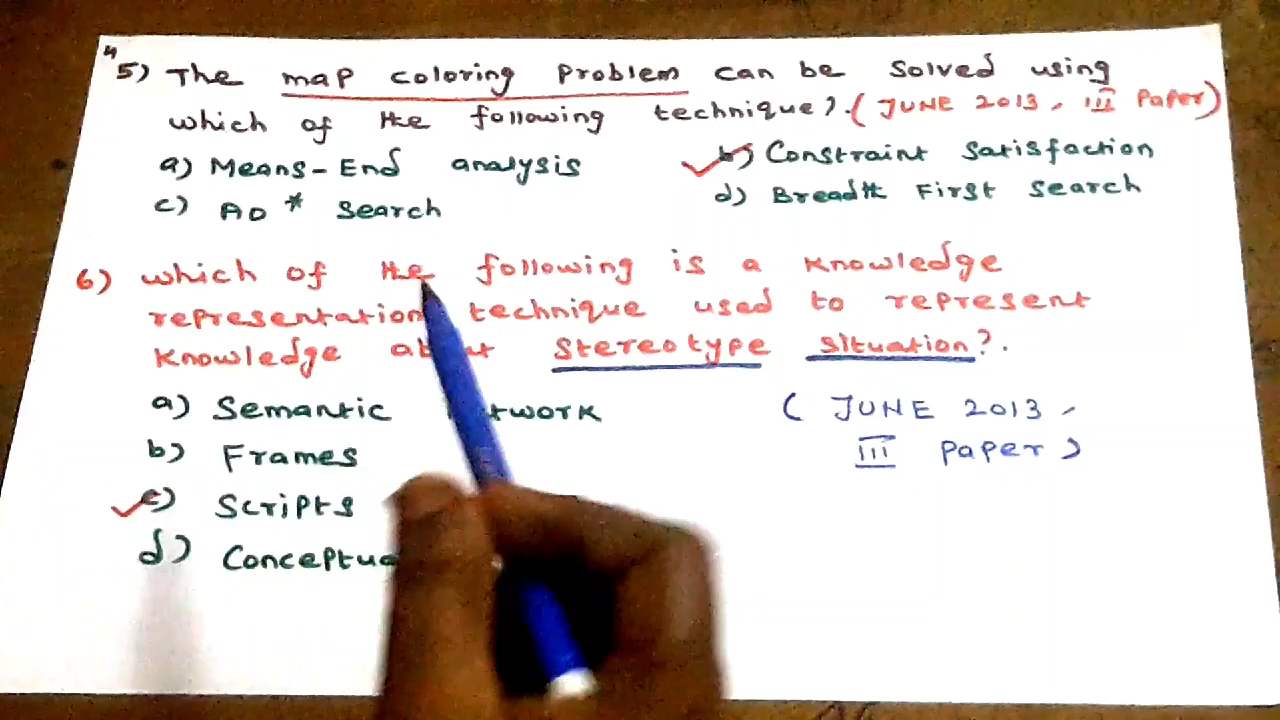 5) The map coloring problem can be solved using
which of the following technique?. (JUNE 2013, III Paper)
a) Means-End analysis b) Constraint Satisfaction
c) AO* Search d) Breadth First Search
6) which of the following is a knowledge
representation technique used to represent
knowledge about stereotype situation?.
a) Semantic (JUNE 2013,
b) Frames III paper)
c) Scripts
d)